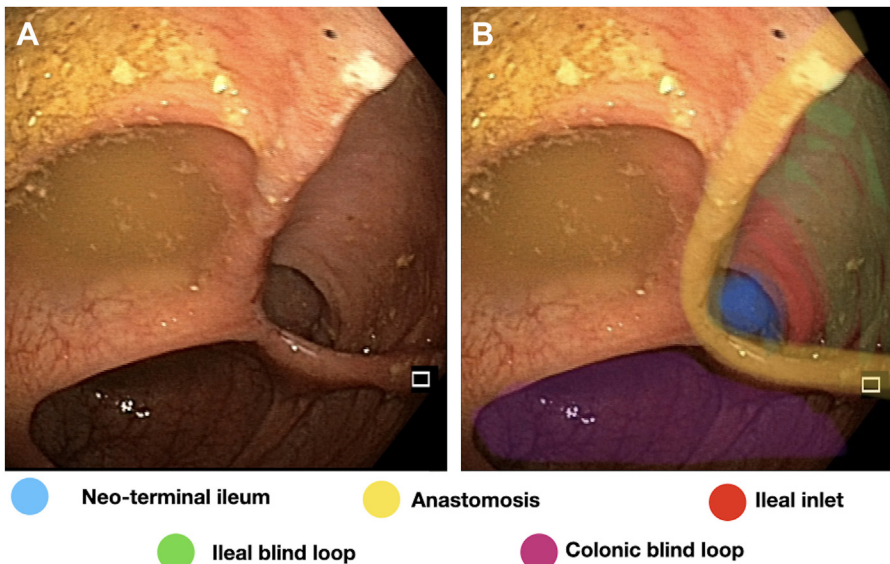 A
B
Neo-terminal ileum
Anastomosis
Ileal inlet
Ileal blind loop
Colonic blind loop